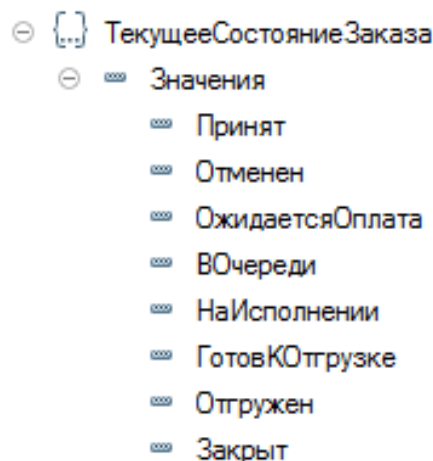 ТекущееСостояниеЗаказа
Значения
Принят
Отменен
ОжидаетсяОплата
ВОчереди
НаИсполнении
ГотовКОтгрузке
Отгружен
Закрыт